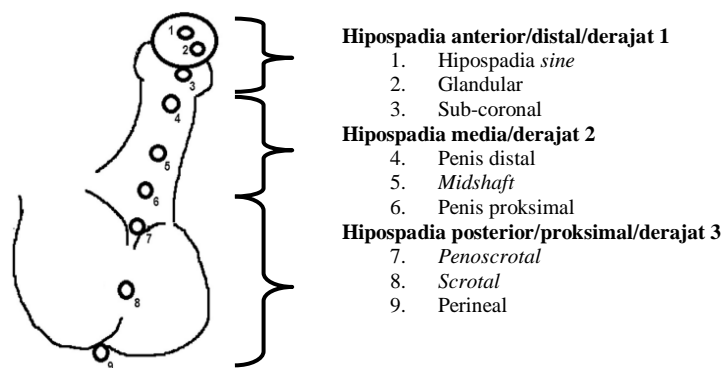 1
2
3
4
5
6
7
8
9
Hipospadia anterior/distal/derajat 1
1. Hipospadia sine
2. Glandular
3. Sub-coronal
Hipospadia media/derajat 2
4. Penis distal
5. Midshaft
6. Penis proksimal
Hipospadia posterior/proksimal/derajat 3
7. Penoscrotal
8. Scrotal
9. Perineal